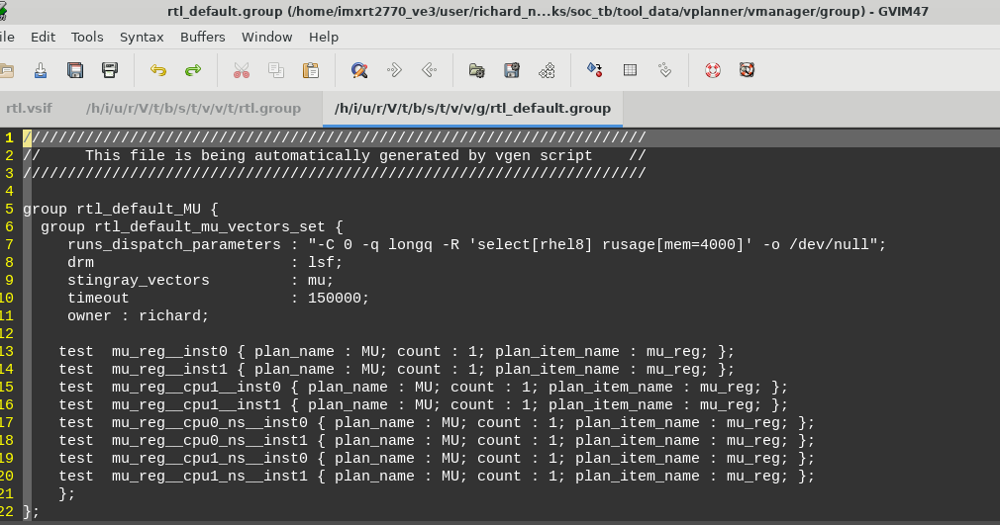 rtl_default.group (/home/imxrt2770_ve3/user/richard_n...ks/soc_tb/tool_data/vplanner/vmanager/group) - GVIM47
ile Edit Tools Syntax Buffers Window Help
rtl.vsif /h/i/u/r/V/t/b/s/t/v/v/t/rtl.group /h/i/u/r/V/t/b/s/t/v/v/g/rtl_default.group
1 //////////////////////////////////////////////////////////////////////
2 //     This file is being automatically generated by vgen script    //
3 //////////////////////////////////////////////////////////////////////
4
5 group rtl_default_MU {
6   group rtl_default_mu_vectors_set {
7      runs_dispatch_parameters : "-C 0 -q longq -R 'select[rhel8] rusage[mem=4000]' -o /dev/null";
8      drm                      : lsf;
9      stingray_vectors         : mu;
10      timeout                  : 150000;
11      owner : richard;
12
13     test  mu_reg__inst0 { plan_name : MU; count : 1; plan_item_name : mu_reg; };
14     test  mu_reg__inst1 { plan_name : MU; count : 1; plan_item_name : mu_reg; };
15     test  mu_reg__cpu1__inst0 { plan_name : MU; count : 1; plan_item_name : mu_reg; };
16     test  mu_reg__cpu1__inst1 { plan_name : MU; count : 1; plan_item_name : mu_reg; };
17     test  mu_reg__cpu0_ns__inst0 { plan_name : MU; count : 1; plan_item_name : mu_reg; };
18     test  mu_reg__cpu0_ns__inst1 { plan_name : MU; count : 1; plan_item_name : mu_reg; };
19     test  mu_reg__cpu1_ns__inst0 { plan_name : MU; count : 1; plan_item_name : mu_reg; };
20     test  mu_reg__cpu1_ns__inst1 { plan_name : MU; count : 1; plan_item_name : mu_reg; };
21     };
22 };